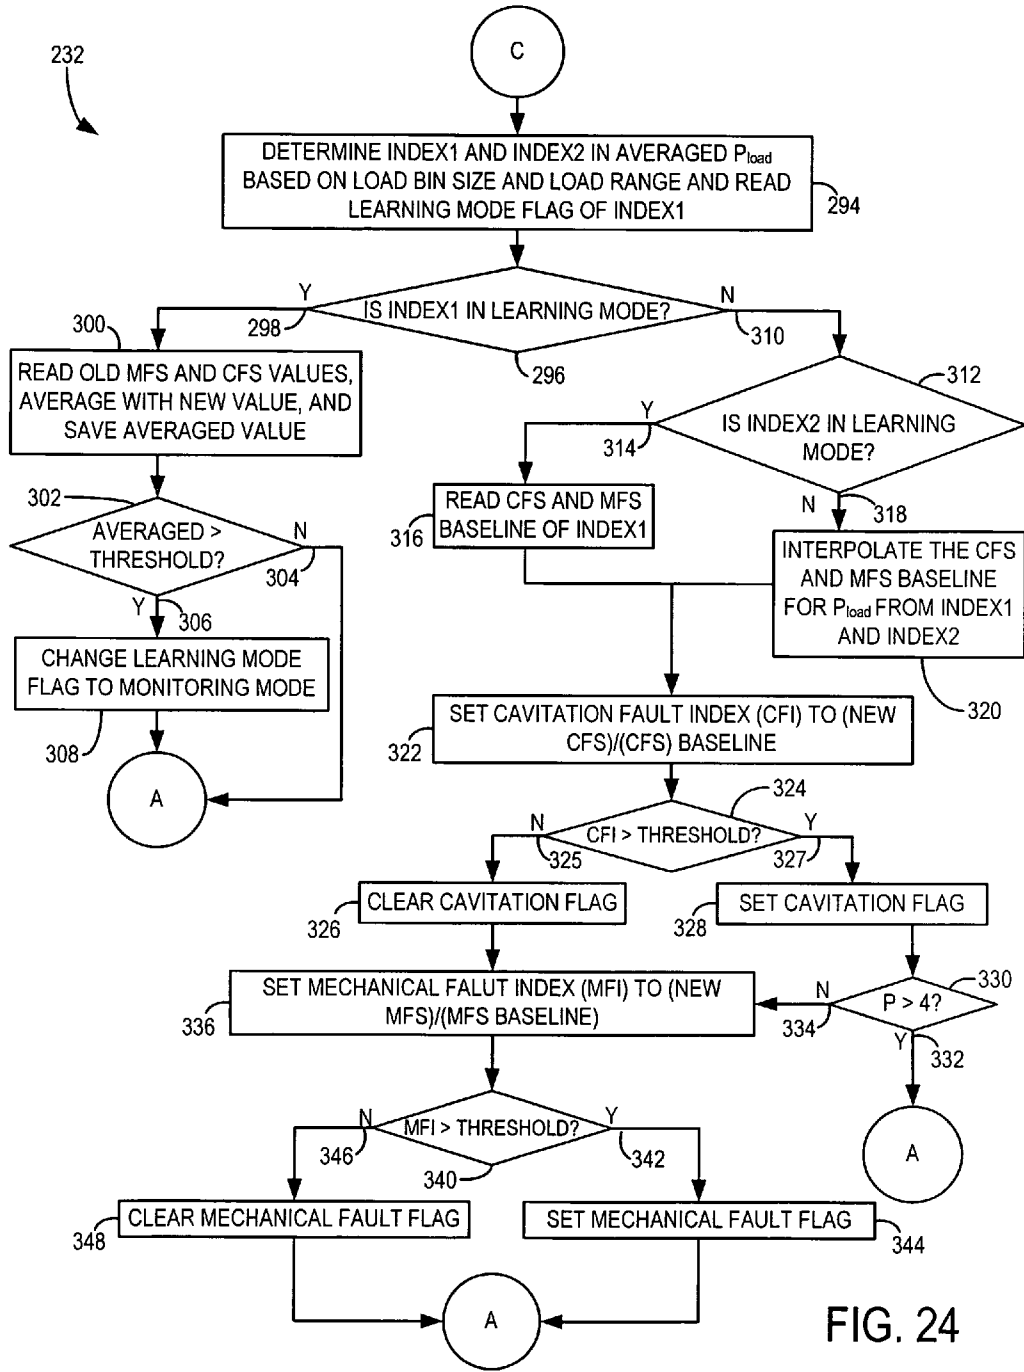 232
C
DETERMINE INDEX1 AND INDEX2 IN AVERAGED Pload
BASED ON LOAD BIN SIZE AND LOAD RANGE AND READ
LEARNING MODE FLAG OF INDEX1
294
Y
IS INDEX1 IN LEARNING MODE?
N
298
296
310
300
READ OLD MFS AND CFS VALUES,
AVERAGE WITH NEW VALUE, AND
SAVE AVERAGED VALUE
312
IS INDEX2 IN LEARNING
MODE?
Y
314
N
318
302
AVERAGED >
THRESHOLD?
N
304
Y
306
316
READ CFS AND MFS
BASELINE OF INDEX1
INTERPOLATE THE CFS
AND MFS BASELINE
FOR Pload FROM INDEX1
AND INDEX2
320
CHANGE LEARNING MODE
FLAG TO MONITORING MODE
308
A
322
SET CAVITATION FAULT INDEX (CFI) TO (NEW
CFS)/(CFS) BASELINE
324
N
CFI > THRESHOLD?
Y
325
327
326
CLEAR CAVITATION FLAG
328
SET CAVITATION FLAG
336
SET MECHANICAL FALUT INDEX (MFI) TO (NEW
MFS)/(MFS BASELINE)
N
334
P > 4?
330
Y
332
A
N
MFI > THRESHOLD?
Y
346
340
342
348
CLEAR MECHANICAL FAULT FLAG
SET MECHANICAL FAULT FLAG
344
A
FIG. 24